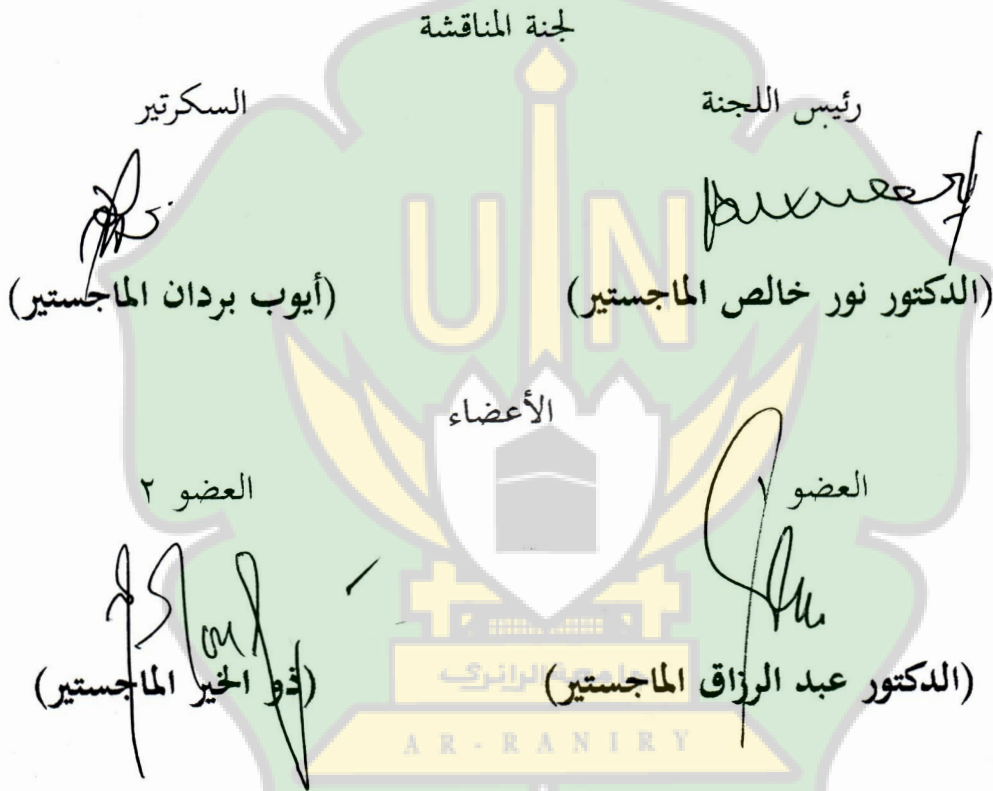 لجنة المناقشة
رئيس اللجنة
السكرتير
(الدكتور نور خالص الماجستير)
(أيوب بردان الماجستير)
الأعضاء
العضو ١
العضو ٢
(الدكتور عبد الرزاق الماجستير)
(ذو الخير الماجستير)
UIN
جامعة الرانري
AR-RANIRY